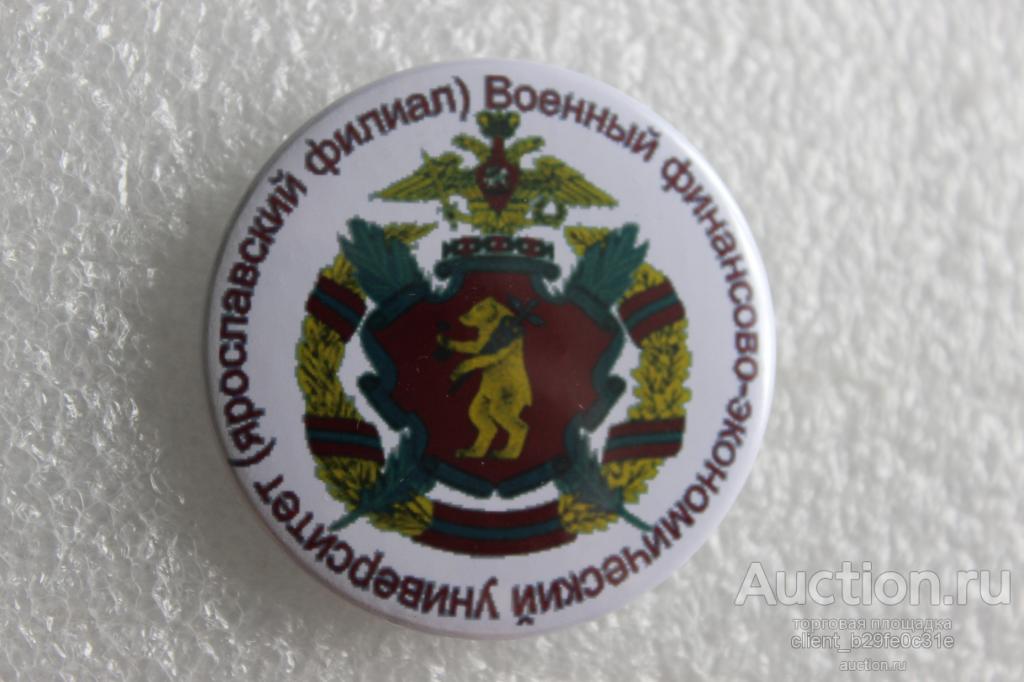 Военный финансово-экономический университет (Ярославский филиал)
Auction.ru
торговая площадка
client_b29fe0c31e
auction.ru